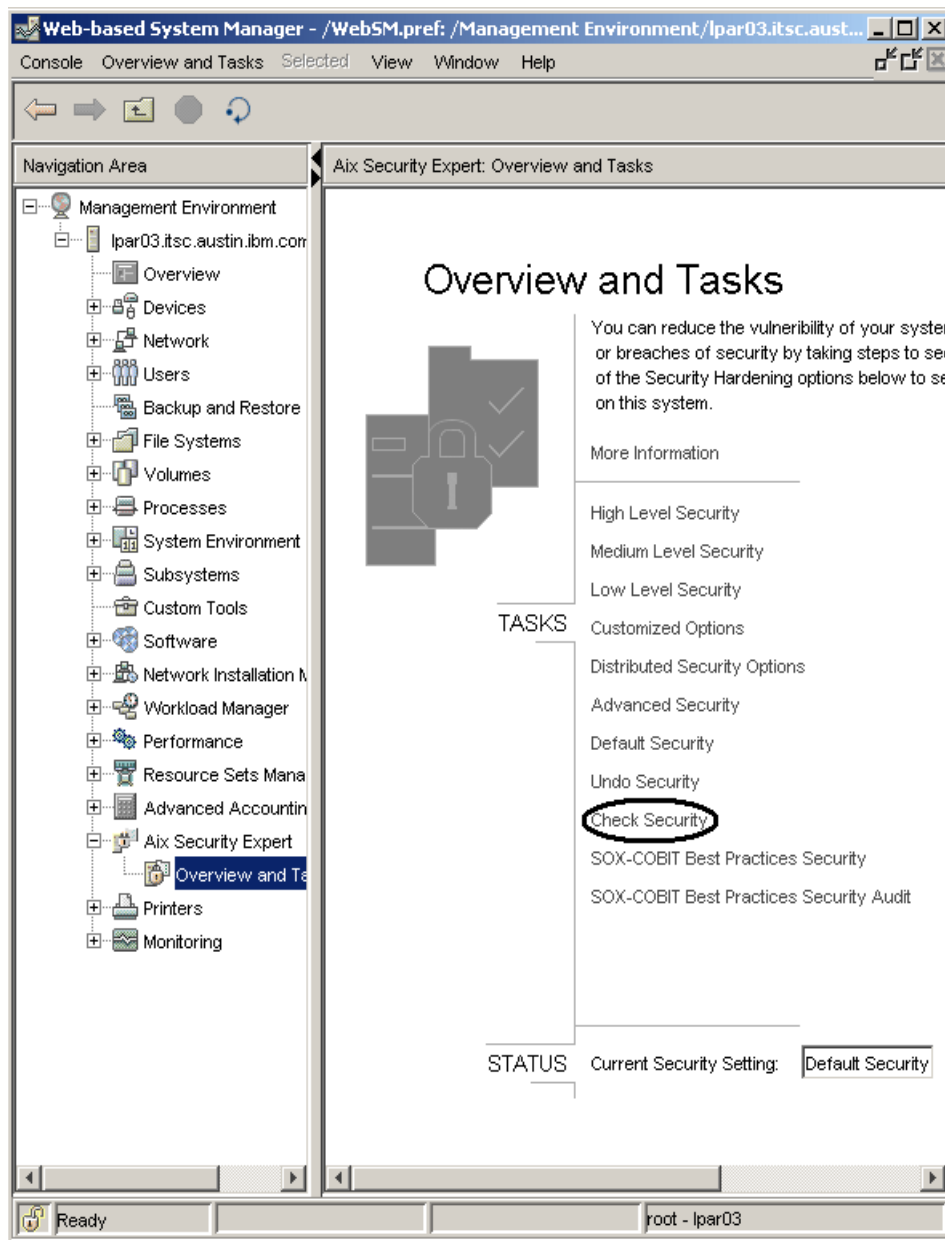 Web-based System Manager - /WebSM.pref: /Management Environment/lpar03.itsc.aust...
Console Overview and Tasks Selected View Window Help
Navigation Area
Aix Security Expert: Overview and Tasks
Management Environment
lpar03.itsc.austin.ibm.com
Overview
Devices
Network
Users
Backup and Restore
File Systems
Volumes
Processes
System Environment
Subsystems
Custom Tools
Software
Network Installation M
Workload Manager
Performance
Resource Sets Mana
Advanced Accountin
Aix Security Expert
Overview and Ta
Printers
Monitoring
Overview and Tasks
You can reduce the vulneribility of your system
or breaches of security by taking steps to sec
of the Security Hardening options below to se
on this system.
More Information
TASKS
High Level Security
Medium Level Security
Low Level Security
Customized Options
Distributed Security Options
Advanced Security
Default Security
Undo Security
Check Security
SOX-COBIT Best Practices Security
SOX-COBIT Best Practices Security Audit
STATUS
Current Security Setting: Default Security
Ready
root - lpar03